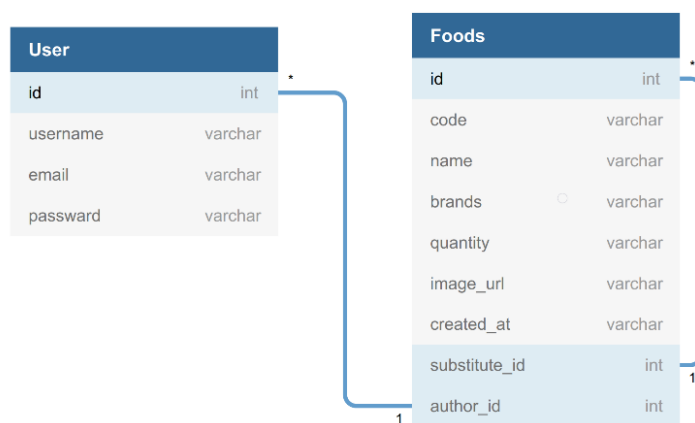 User
id int
username varchar
email varchar
passward varchar
*
1
Foods
id int
code varchar
name varchar
brands varchar
quantity varchar
image_url varchar
created_at varchar
substitute_id int
author_id int
*
1